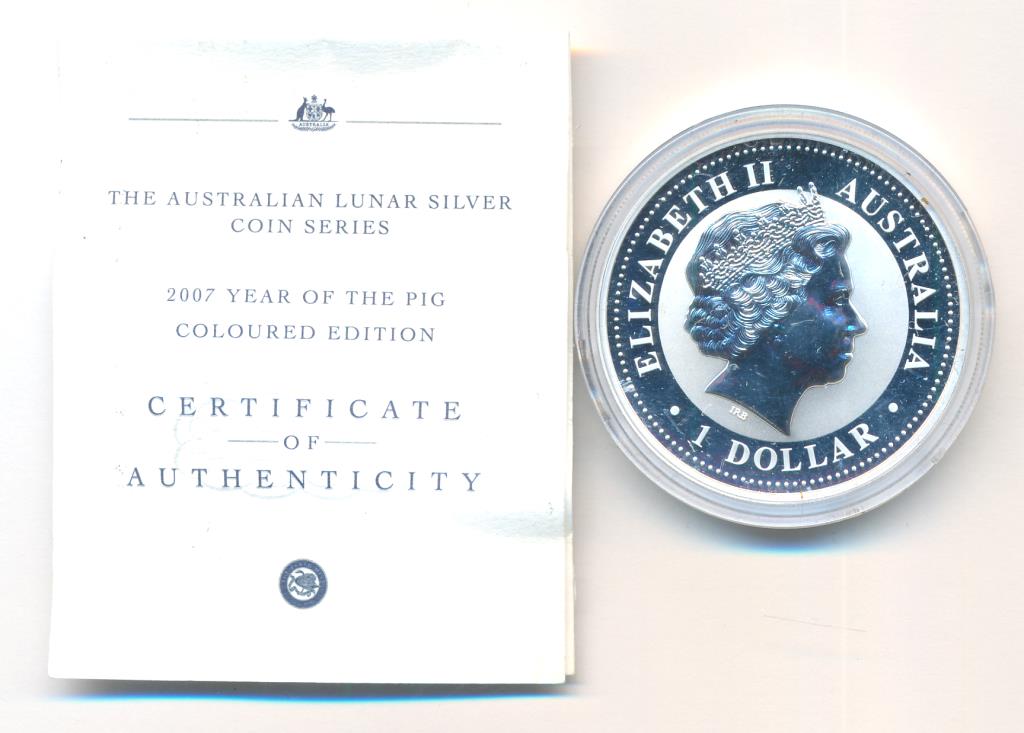 AUSTRALIA
THE AUSTRALIAN LUNAR SILVER
COIN SERIES
2007 YEAR OF THE PIG
COLOURED EDITION
CERTIFICATE
OF
AUTHENTICITY
ELIZABETH II
AUSTRALIA
IRB
1 DOLLAR